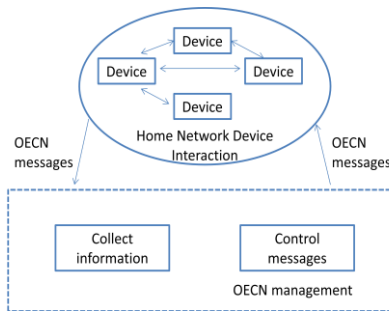 Device
Device
Device
Device
Home Network Device
Interaction
OECN
messages
OECN
messages
Collect
information
Control
messages
OECN management